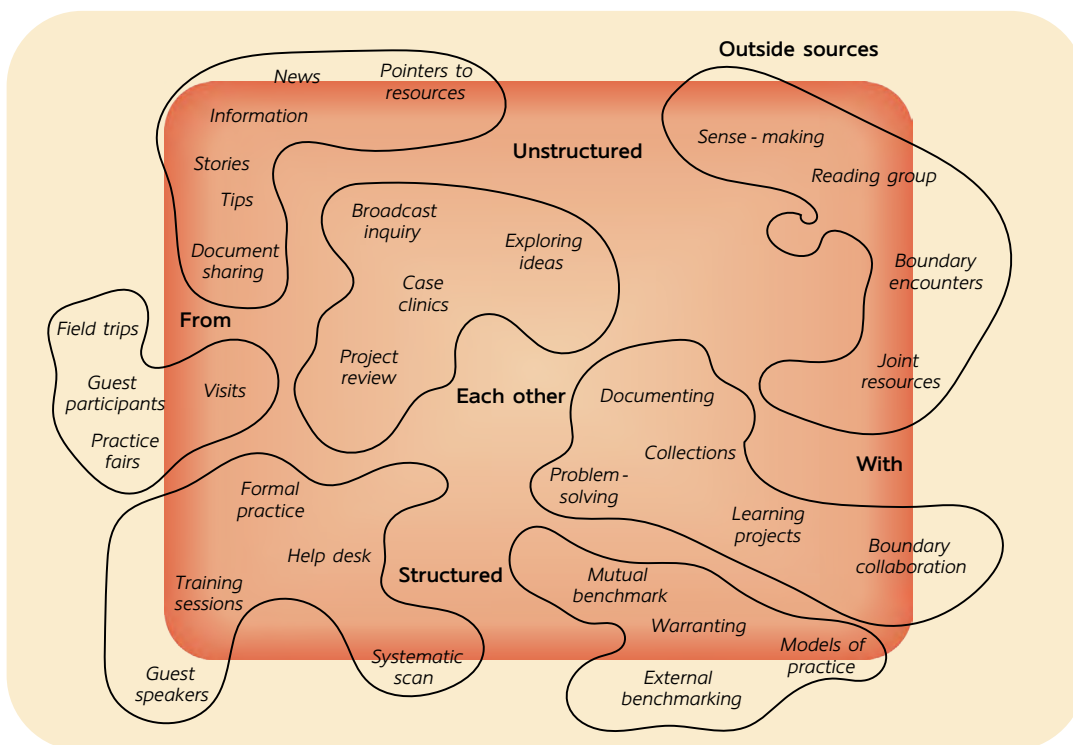 Outside sources
News
Pointers to
resources
Information
Sense - making
Unstructured
Stories
Reading group
Tips
Broadcast
inquiry
Exploring
ideas
Document
sharing
Boundary
encounters
Case
clinics
From
Field trips
Project
review
Joint
resources
Guest
participants
Visits
Each other
Documenting
Practice
fairs
Collections
With
Problem -
solving
Formal
practice
Learning
projects
Help desk
Boundary
collaboration
Structured
Training
sessions
Mutual
benchmark
Warranting
Models of
practice
Systematic
scan
Guest
speakers
External
benchmarking